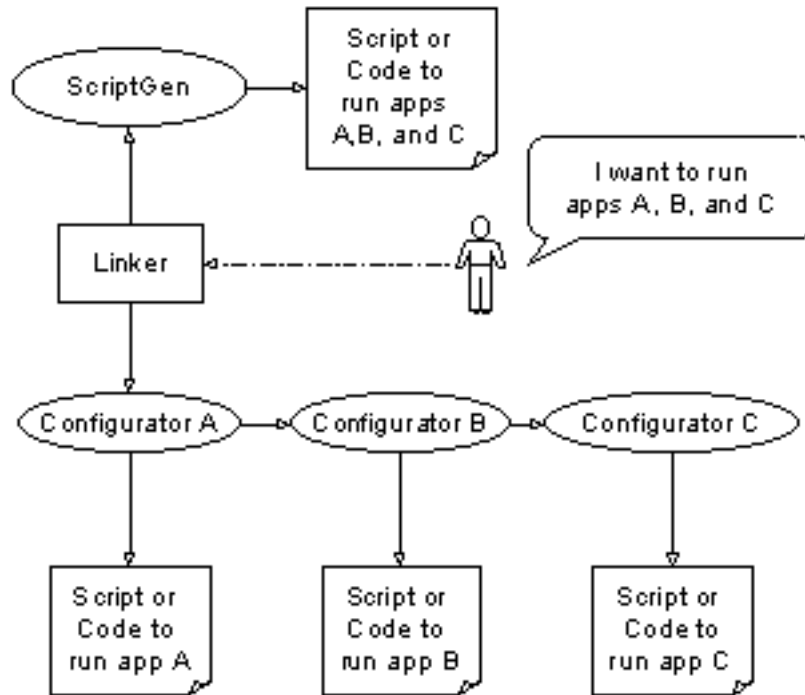 Script or
Code to
run apps
A,B, and C
ScriptGen
I want to run
apps A, B, and C
Linker
Configurator A
Configurator B
Configurator C
Script or
Code to
run app A
Script or
Code to
run app B
Script or
Code to
run app C